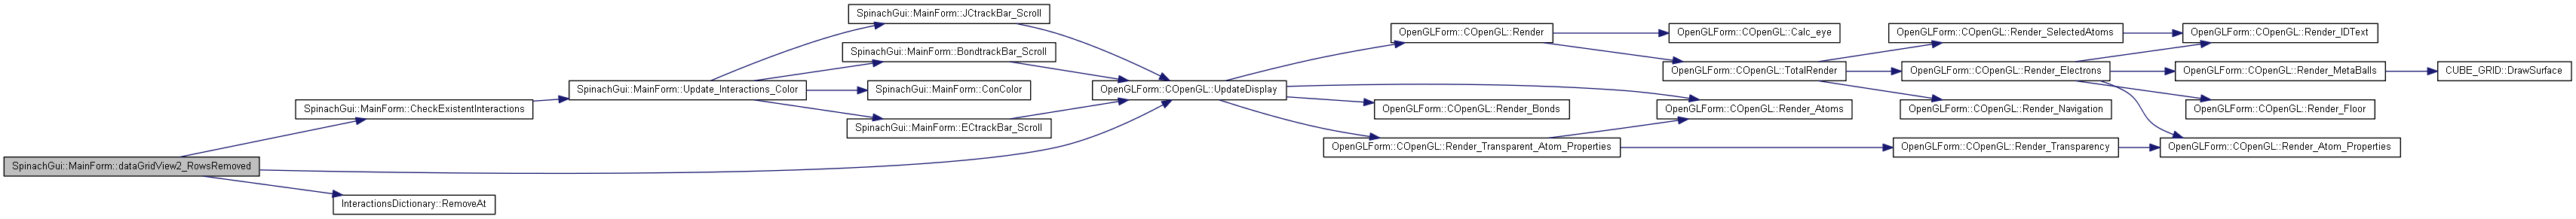 SpinachGui::MainForm::dataGridView2_RowsRemoved
SpinachGui::MainForm::CheckExistentInteractions
InteractionsDictionary::RemoveAt
SpinachGui::MainForm::Update_Interactions_Color
SpinachGui::MainForm::JCtrackBar_Scroll
SpinachGui::MainForm::BondtrackBar_Scroll
SpinachGui::MainForm::ConColor
SpinachGui::MainForm::ECtrackBar_Scroll
OpenGLForm::COpenGL::UpdateDisplay
OpenGLForm::COpenGL::Render
OpenGLForm::COpenGL::Render_Bonds
OpenGLForm::COpenGL::Render_Transparent_Atom_Properties
OpenGLForm::COpenGL::Calc_eye
OpenGLForm::COpenGL::TotalRender
OpenGLForm::COpenGL::Render_Atoms
OpenGLForm::COpenGL::Render_SelectedAtoms
OpenGLForm::COpenGL::Render_Electrons
OpenGLForm::COpenGL::Render_Navigation
OpenGLForm::COpenGL::Render_Transparency
OpenGLForm::COpenGL::Render_IDText
OpenGLForm::COpenGL::Render_MetaBalls
OpenGLForm::COpenGL::Render_Floor
OpenGLForm::COpenGL::Render_Atom_Properties
CUBE_GRID::DrawSurface